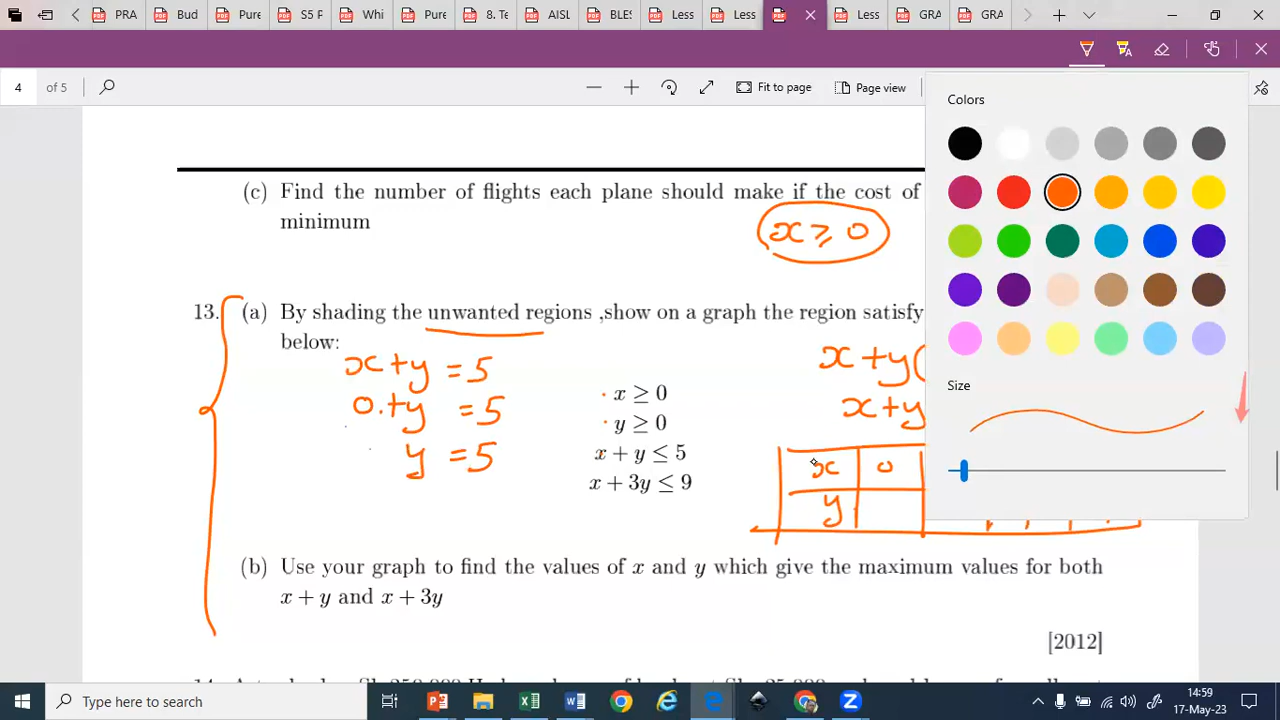 PRA Bud Pure S5 F Whi Pure 8. Ta AISL BLES Less Less Less GRA GRA
4 of 5 Fit to page Page view
Colors
Size
(c) Find the number of flights each plane should make if the cost of
minimum
x ≥ 0
13. (a) By shading the unwanted regions ,show on a graph the region satisfy
below:
x + y = 5
0. + y = 5
y = 5
x ≥ 0
y ≥ 0
x + y ≤ 5
x + 3y ≤ 9
x + y(
x + y
x 0
y
(b) Use your graph to find the values of x and y which give the maximum values for both
x + y and x + 3y
[2012]
Type here to search
14:59
17-May-23